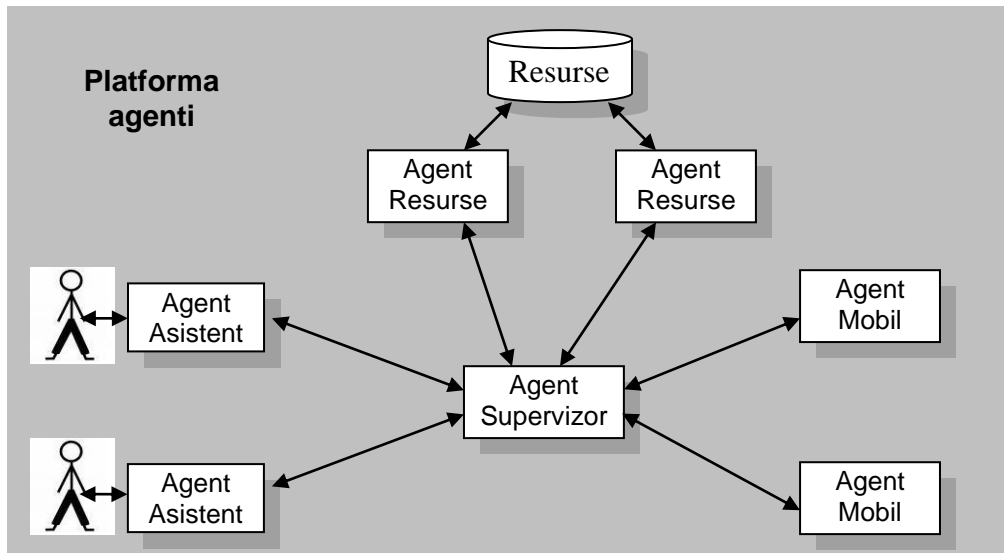 Platforma
agenti
Resurse
Agent
Resurse
Agent
Resurse
Agent
Asistent
Agent
Mobil
Agent
Supervizor
Agent
Asistent
Agent
Mobil